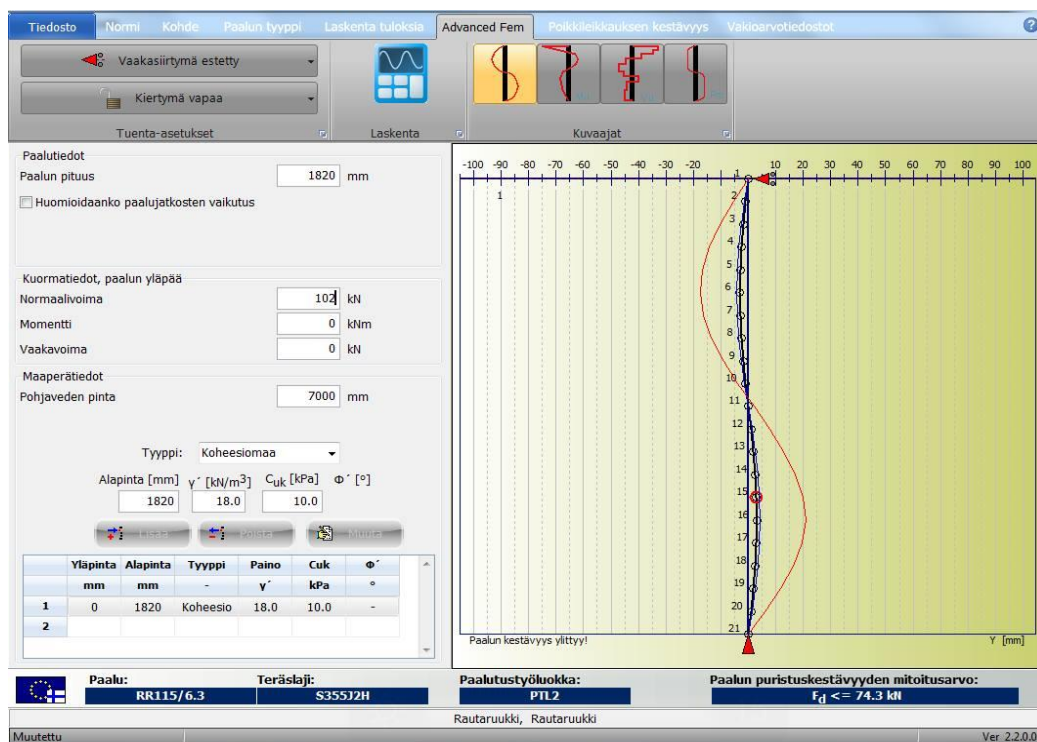 Tiedosto Normi Kohde Paalun tyyppi Laskenta tuloksia Advanced Fem Poikkileikkauksen kestävyys Vakioarvotiedostot
Vaakasiirtymä estetty
Kiertymä vapaa
Tuenta-asetukset Laskenta Kuvaajat
Paalutiedot
Paalun pituus 1820 mm
Huomioidaanko paalujatkosten vaikutus
Kuormatiedot, paalun yläpää
Normaalivoima 102 kN
Momentti 0 kNm
Vaakavoima 0 kN
Maaperätiedot
Pohjaveden pinta 7000 mm
Tyyppi: Koheesiomaa
Alapinta [mm] γ´ [kN/m³] Cuk [kPa] Φ´ [°]
1820 18.0 10.0
Lisää Poista Muuta
Yläpinta Alapinta Tyyppi Paino Cuk Φ´
mm mm - γ´ kPa °
1 0 1820 Koheesio 18.0 10.0 -
2
-100 -90 -80 -70 -60 -50 -40 -30 -20 10 20 30 40 50 60 70 80 90 100
1
1
2
3
4
5
6
7
8
9
10
11
12
13
14
15
16
17
18
19
20
21
Paalun kestävyys ylittyy! Y [mm]
Paalu: Teräslaji: Paalutustyöluokka: Paalun puristuskestävyyden mitoitusarvo:
RR115/6.3 S355J2H PTL2 Fd <= 74.3 kN
Rautaruukki, Rautaruukki
Muutettu Ver 2.2.0.0